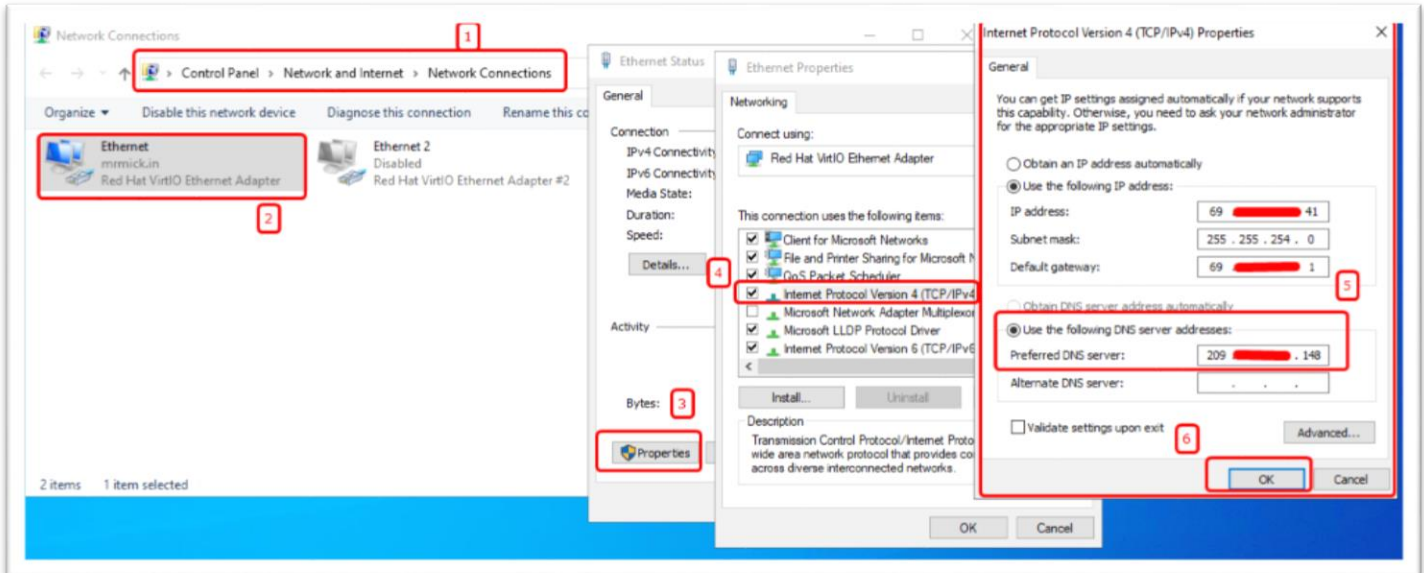 Network Connections
1
Control Panel > Network and Internet > Network Connections
Organize Disable this network device Diagnose this connection Rename this co
Ethernet
mrmick.in
Red Hat VirtIO Ethernet Adapter
Ethernet 2
Disabled
Red Hat VirtIO Ethernet Adapter #2
2
2 items 1 item selected
Ethernet Status
General
Connection
IPv4 Connectivity
IPv6 Connectivity
Media State:
Duration:
Speed:
Details...
Activity
Bytes:
3
Properties
Ethernet Properties
Networking
Connect using:
Red Hat VirtIO Ethernet Adapter
This connection uses the following items:
Client for Microsoft Networks
File and Printer Sharing for Microsoft N
QoS Packet Scheduler
4
Internet Protocol Version 4 (TCP/IPv4
Microsoft Network Adapter Multiplexor
Microsoft LLDP Protocol Driver
Internet Protocol Version 6 (TCP/IPv6
Install... Uninstall
Description
Transmission Control Protocol/Internet Proto
wide area network protocol that provides co
across diverse interconnected networks.
OK Cancel
Internet Protocol Version 4 (TCP/IPv4) Properties
General
You can get IP settings assigned automatically if your network supports
this capability. Otherwise, you need to ask your network administrator
for the appropriate IP settings.
Obtain an IP address automatically
Use the following IP address:
IP address: 69 41
Subnet mask: 255 . 255 . 254 . 0
Default gateway: 69 1
5
Obtain DNS server address automatically
Use the following DNS server addresses:
Preferred DNS server: 209 . 148
Alternate DNS server: . . .
Validate settings upon exit
6
Advanced...
OK Cancel